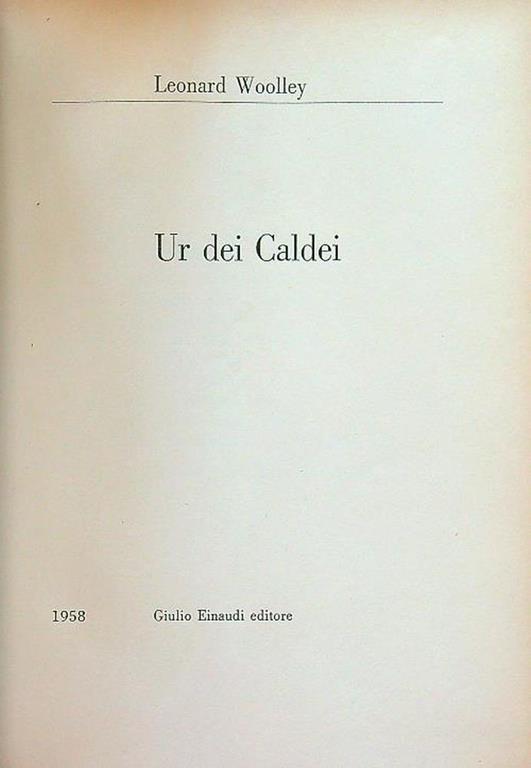 Leonard Woolley
Ur dei Caldei
1958 Giulio Einaudi editore